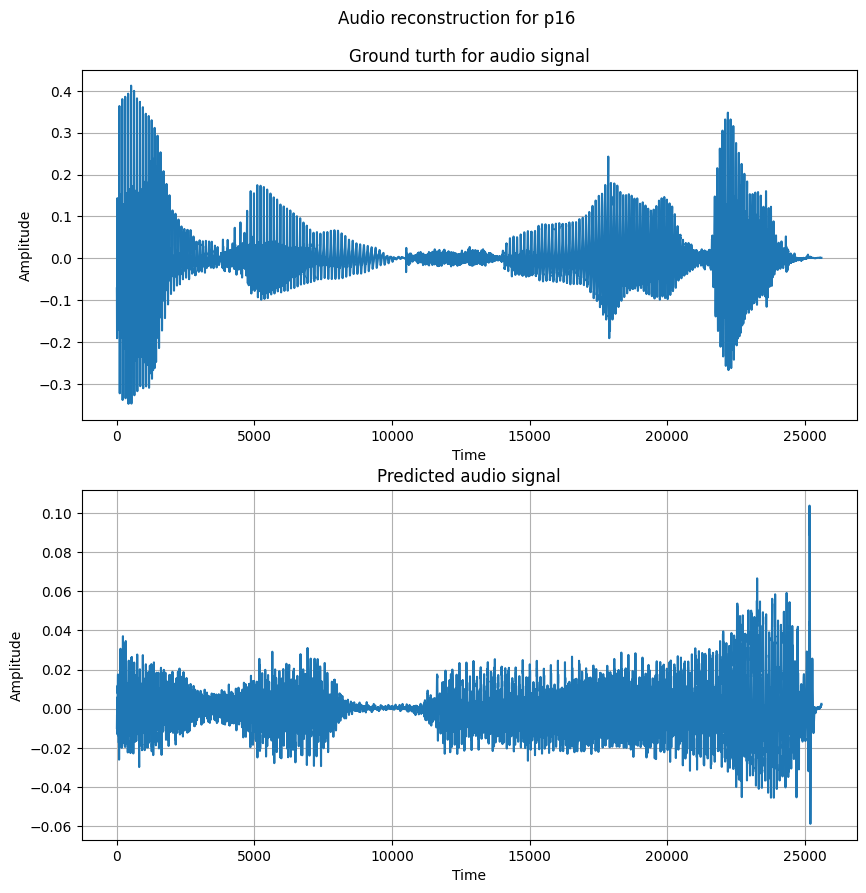 Audio reconstruction for p16
Ground turth for audio signal
0.4
0.3
0.2
0.1
0.0
−0.1
−0.2
−0.3
Amplitude
0 5000 10000 15000 20000 25000
Time
Predicted audio signal
0.10
0.08
0.06
0.04
0.02
0.00
−0.02
−0.04
−0.06
Amplitude
0 5000 10000 15000 20000 25000
Time